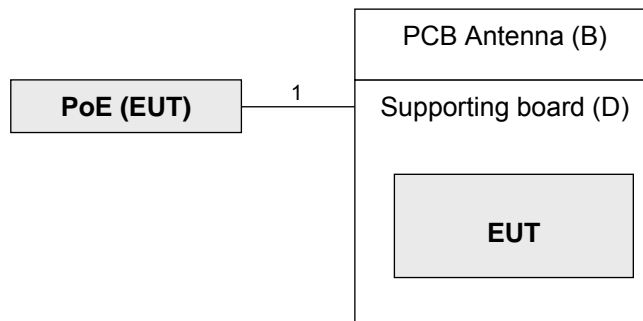 PCB Antenna (B)
PoE (EUT)
1
Supporting board (D)
EUT